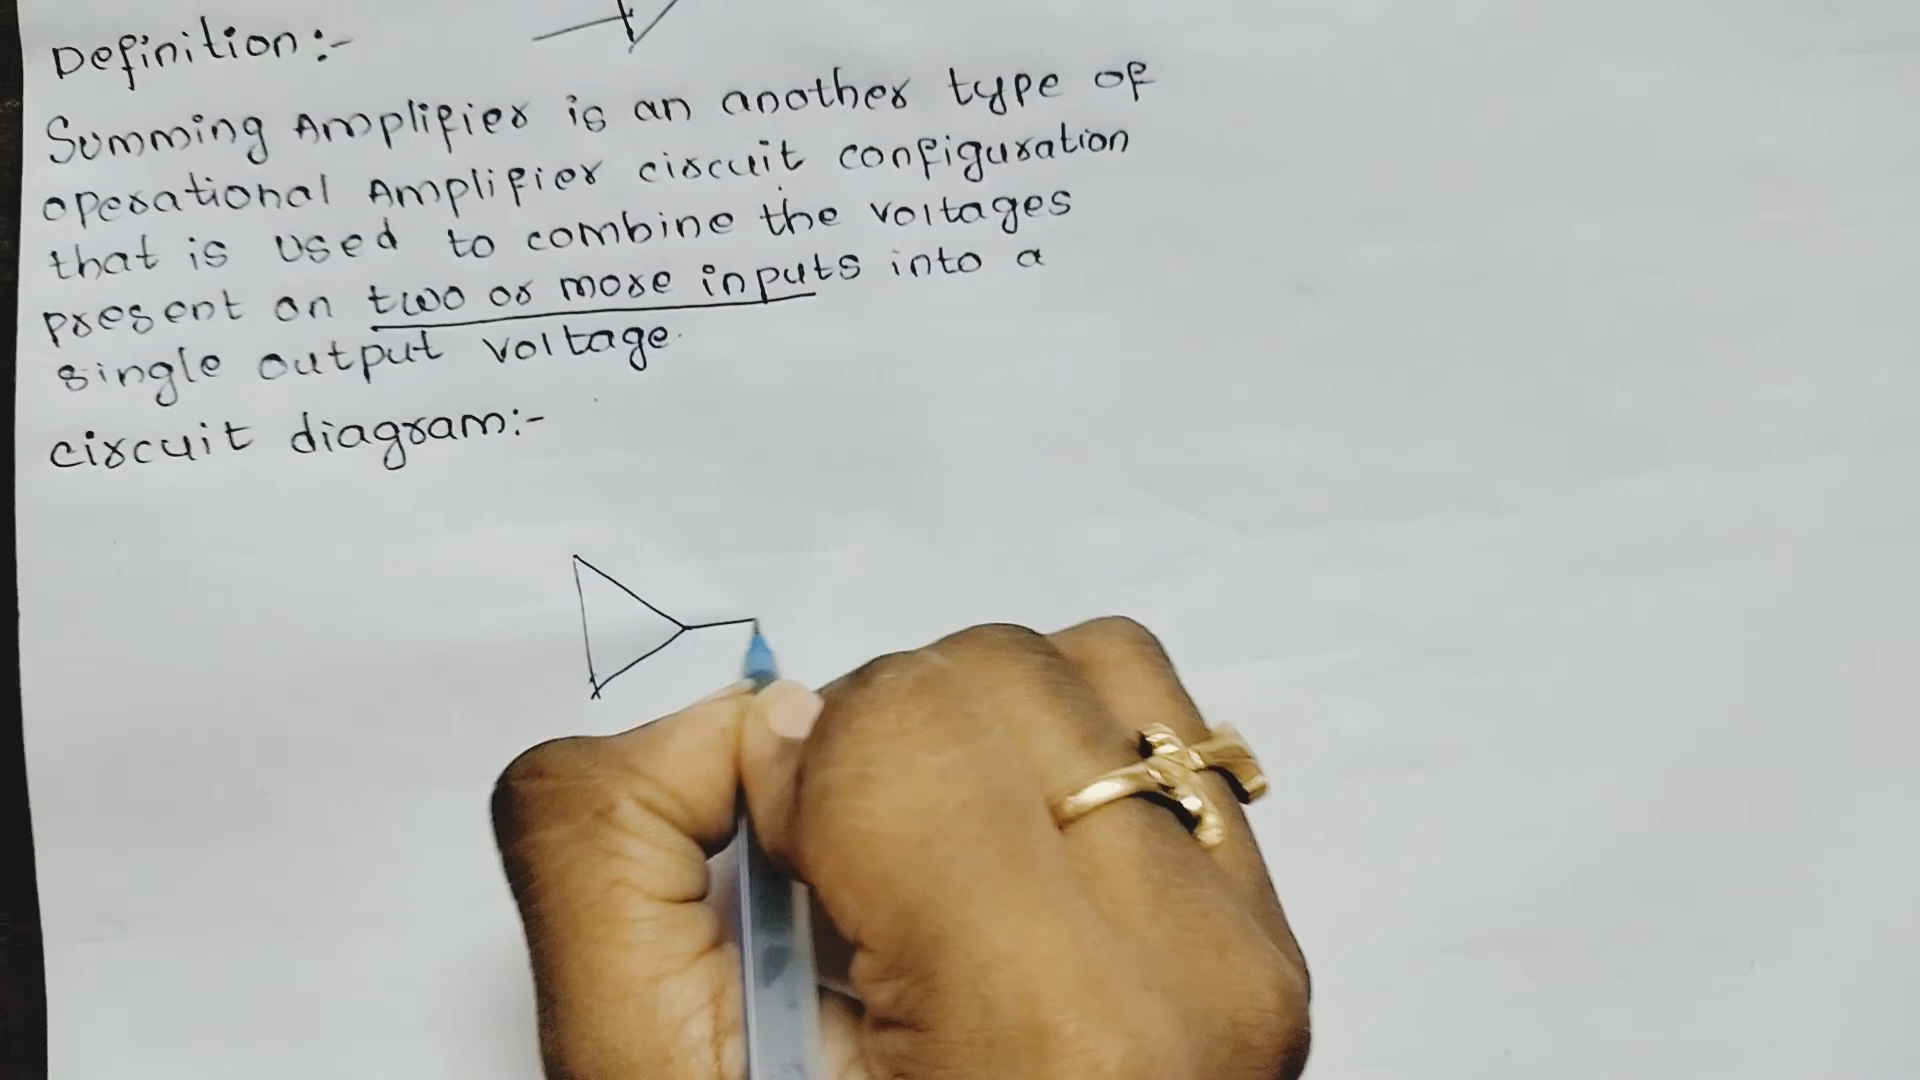 Definition:-
Summing Amplifier is an another type of
operational Amplifier circuit configuration
that is used to combine the voltages
present on two or more inputs into a
single output voltage.
circuit diagram:-